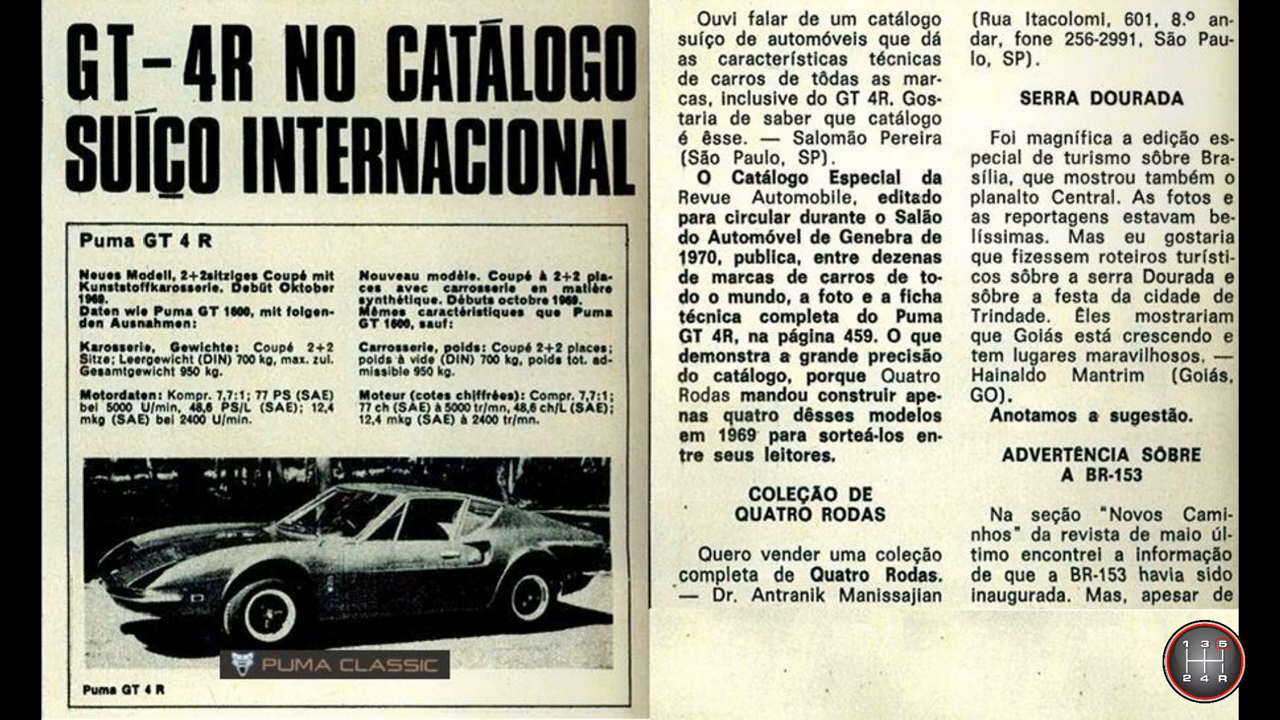 GT-4R NO CATÁLOGO
SUÍÇO INTERNACIONAL
Puma GT 4 R
Neues Modell, 2+2sitziges Coupé mit
Kunststoffkarosserie. Debüt Oktober
1969.
Daten wie Puma GT 1600, mit folgen-
den Ausnahmen:
Karosserie, Gewichte: Coupé 2+2
Sitze; Leergewicht (DIN) 700 kg, max. zul.
Gesamtgewicht 950 kg.
Motordaten: Kompr. 7,7:1; 77 PS (SAE)
bei 5000 U/min, 48,6 PS/L (SAE); 12,4
mkg (SAE) bei 2400 U/min.
Nouveau modèle. Coupé à 2+2 pla-
ces avec carrosserie en matière
synthétique. Débuts octobre 1969.
Mêmes caractéristiques que Puma
GT 1600, sauf:
Carrosserie, poids: Coupé 2+2 places;
poids à vide (DIN) 700 kg, poids tot. ad-
missible 950 kg.
Moteur (cotes chiffrées): Compr. 7,7:1;
77 ch (SAE) à 5000 tr/mn, 48,6 ch/L (SAE);
12,4 mkg (SAE) à 2400 tr/mn.
PUMA CLASSIC
Puma GT 4 R
Ouvi falar de um catálogo
suíço de automóveis que dá
as características técnicas
de carros de tôdas as mar-
cas, inclusive do GT 4R. Gos-
taria de saber que catálogo
é êsse. — Salomão Pereira
(São Paulo, SP).
O Catálogo Especial da
Revue Automobile, editado
para circular durante o Salão
do Automóvel de Genebra de
1970, publica, entre dezenas
de marcas de carros de to-
do o mundo, a foto e a ficha
técnica completa do Puma
GT 4R, na página 459. O que
demonstra a grande precisão
do catálogo, porque Quatro
Rodas mandou construir ape-
nas quatro dêsses modelos
em 1969 para sorteá-los en-
tre seus leitores.
COLEÇÃO DE
QUATRO RODAS
Quero vender uma coleção
completa de Quatro Rodas.
— Dr. Antranik Manissajian
(Rua Itacolomi, 601, 8.º an-
dar, fone 256-2991, São Pau-
lo, SP).
SERRA DOURADA
Foi magnífica a edição es-
pecial de turismo sôbre Bra-
sília, que mostrou também o
planalto Central. As fotos e
as reportagens estavam be-
líssimas. Mas eu gostaria
que fizessem roteiros turísti-
cos sôbre a serra Dourada e
sôbre a festa da cidade de
Trindade. Êles mostrariam
que Goiás está crescendo e
tem lugares maravilhosos. —
Hainaldo Mantrim (Goiás,
GO).
Anotamos a sugestão.
ADVERTÊNCIA SÔBRE
A BR-153
Na seção "Novos Cami-
nhos" da revista de maio úl-
timo encontrei a informação
de que a BR-153 havia sido
inaugurada. Mas, apesar de
1 3 5
2 4 R